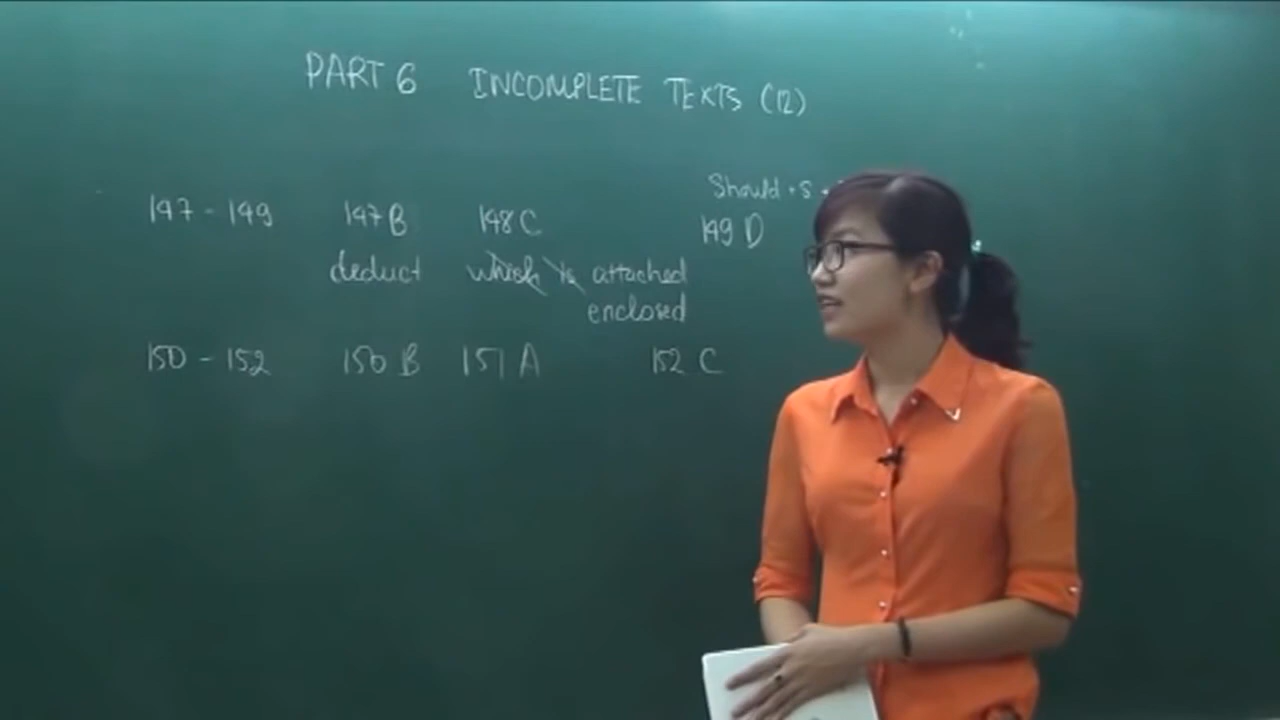 PART 6 INCOMPLETE TEXTS (12)
Should + S +
147 - 149 147 B 148 C 149 D
deduct which is attached
enclosed
150 - 152 150 B 151 A 152 C